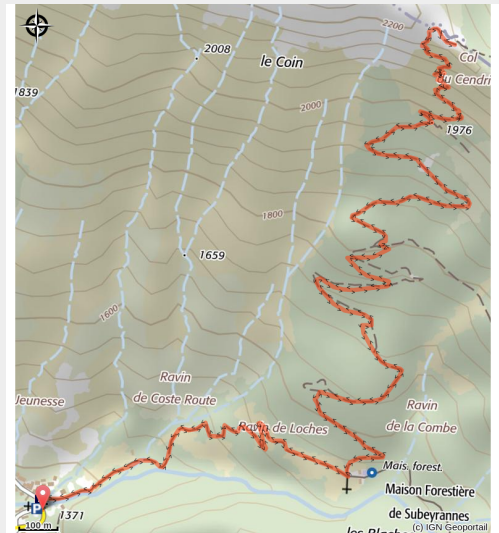 2200
2008
le Coin
Col
du Cendri
1839
2000
1976
1800
1659
1600
Ravin
de Coste Route
Jeunesse
Ravin
de la Combe
Ravin de Loches
Mais. forest.
Maison Forestière
de Subeyrannes
P
1371
100 m
(c) IGN Geoportail